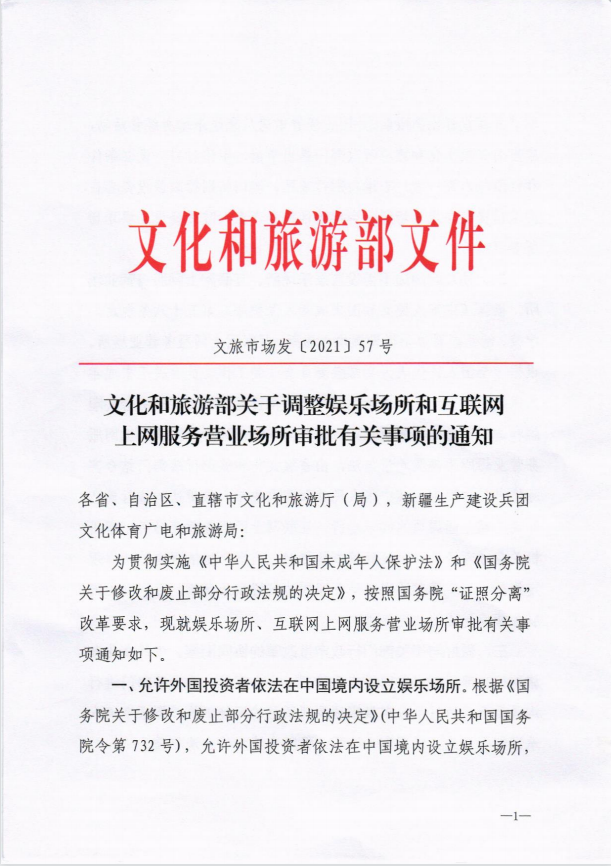 文化和旅游部文件
文旅市场发〔2021〕57号
文化和旅游部关于调整娱乐场所和互联网
上网服务营业场所审批有关事项的通知
各省、自治区、直辖市文化和旅游厅（局），新疆生产建设兵团
文化体育广电和旅游局：
为贯彻实施《中华人民共和国未成年人保护法》和《国务院
关于修改和废止部分行政法规的决定》，按照国务院“证照分离”
改革要求，现就娱乐场所、互联网上网服务营业场所审批有关事
项通知如下。
一、允许外国投资者依法在中国境内设立娱乐场所。根据《国
务院关于修改和废止部分行政法规的决定》（中华人民共和国国务
院令第732号），允许外国投资者依法在中国境内设立娱乐场所，
—1—